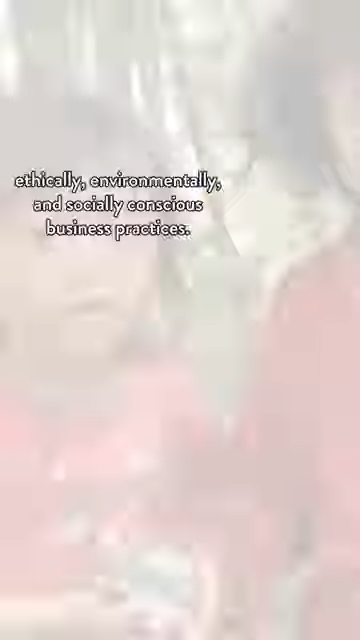 ethically, environmentally,
and socially conscious
business practices.